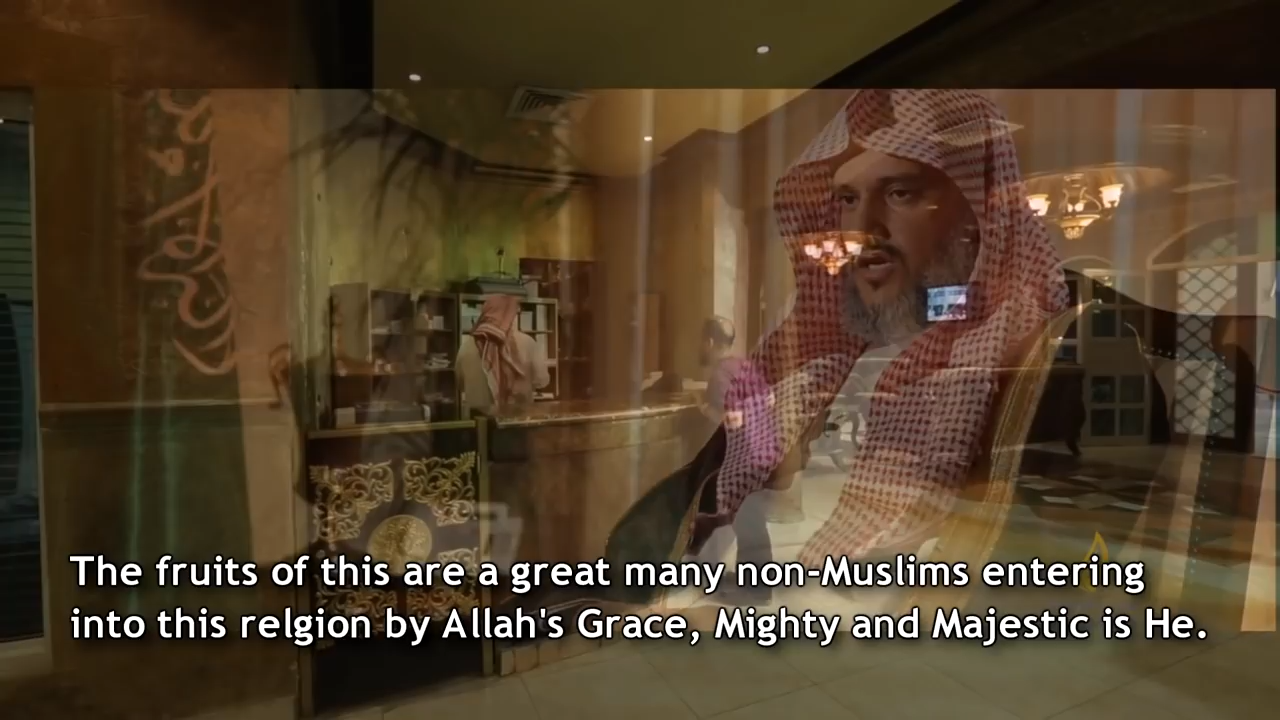 The fruits of this are a great many non-Muslims entering
into this relgion by Allah's Grace, Mighty and Majestic is He.